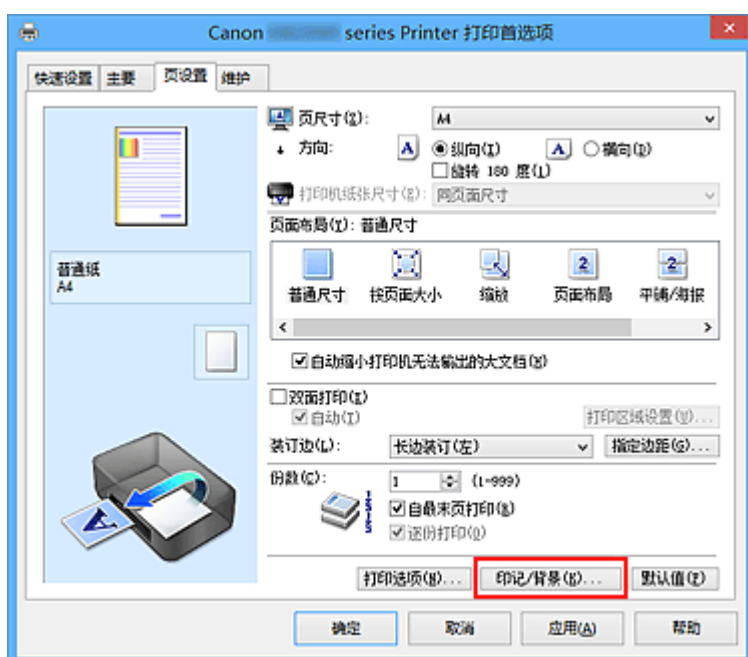 Canon series Printer 打印首选项
快速设置 主要 页设置 维护
页尺寸(Z): A4
方向: A 纵向(I) A 横向(D)
旋转 180 度(L)
打印机纸张尺寸(E): 同页面尺寸
页面布局(Y): 普通尺寸
普通尺寸 按页面大小 缩放 页面布局 平铺/海报
自动缩小打印机无法输出的大文档(X)
普通纸
A4
双面打印(X)
自动(T) 打印区域设置(U)...
装订边(L): 长边装订(左) 指定边距(G)...
份数(C): 1 (1-999)
自最末页打印(R)
逐份打印(O)
打印选项(N)... 印记/背景(K)... 默认值(F)
确定 取消 应用(A) 帮助